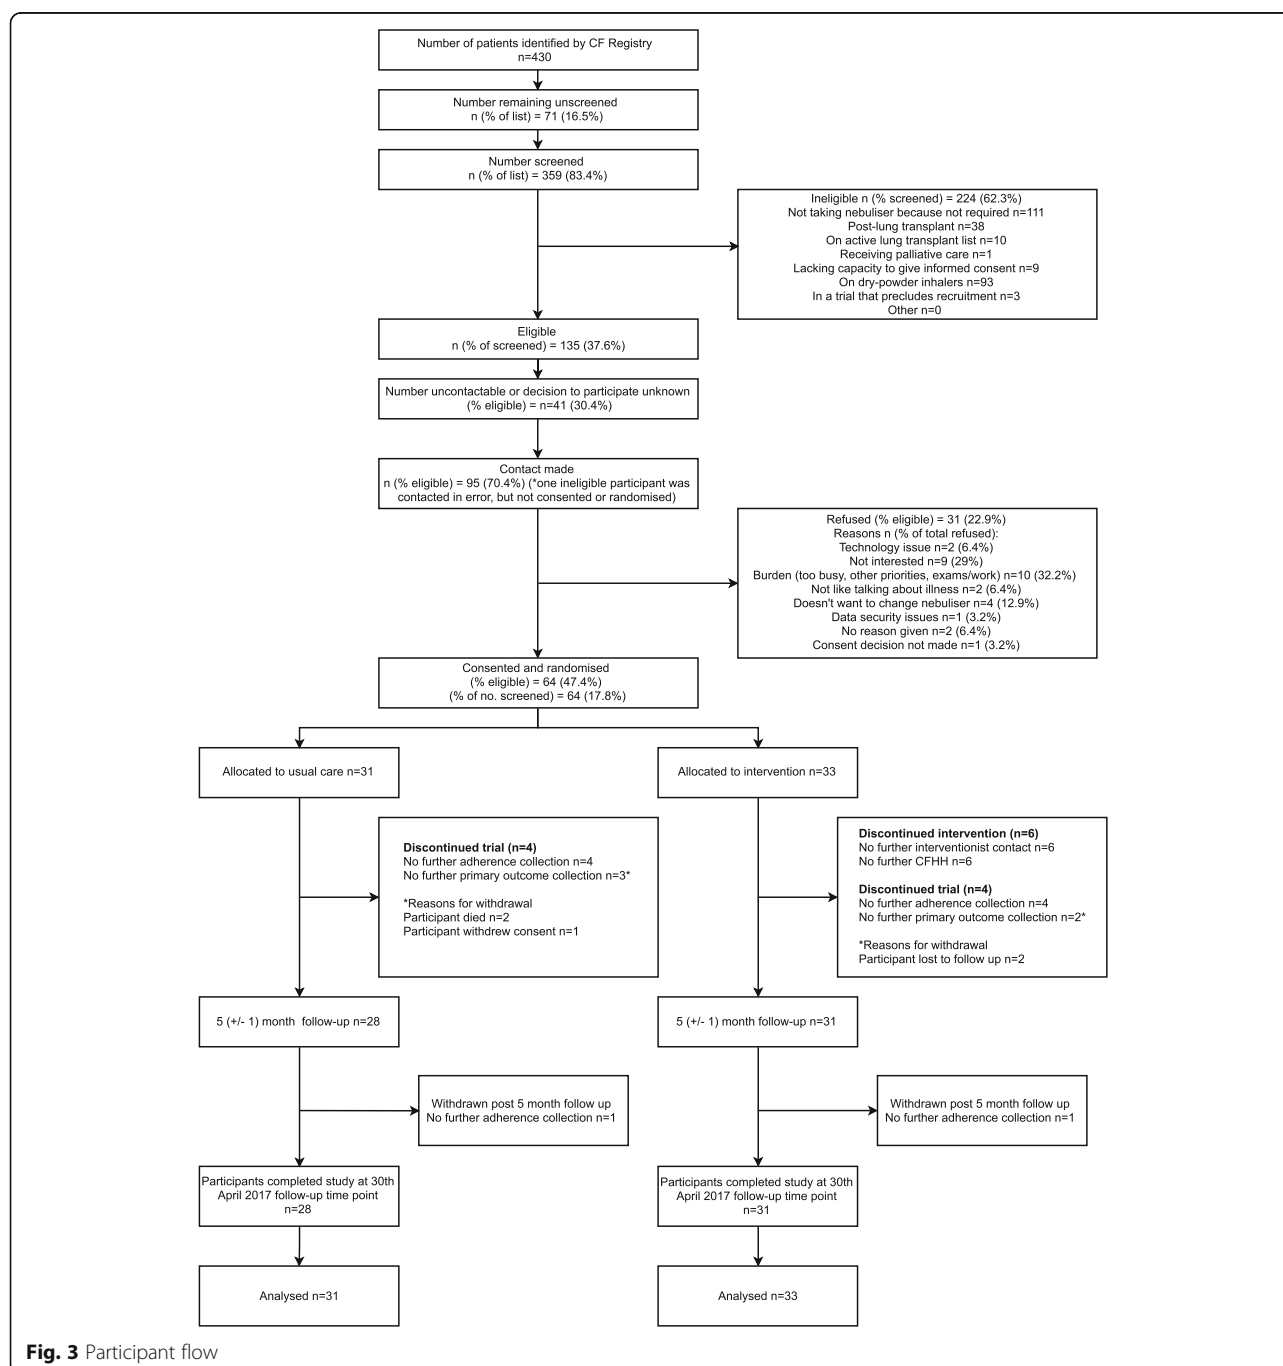 Number of patients identified by CF Registry
n=430
Number remaining unscreened
n (% of list) = 71 (16.5%)
Number screened
n (% of list) = 359 (83.4%)
Ineligible n (% screened) = 224 (62.3%)
Not taking nebuliser because not required n=111
Post-lung transplant n=38
On active lung transplant list n=10
Receiving palliative care n=1
Lacking capacity to give informed consent n=9
On dry-powder inhalers n=93
In a trial that precludes recruitment n=3
Other n=0
Eligible
n (% of screened) = 135 (37.6%)
Number uncontactable or decision to participate unknown
(% eligible) = n=41 (30.4%)
Contact made
n (% eligible) = 95 (70.4%) (*one ineligible participant was
contacted in error, but not consented or randomised)
Refused (% eligible) = 31 (22.9%)
Reasons n (% of total refused):
Technology issue n=2 (6.4%)
Not interested n=9 (29%)
Burden (too busy, other priorities, exams/work) n=10 (32.2%)
Not like talking about illness n=2 (6.4%)
Doesn't want to change nebuliser n=4 (12.9%)
Data security issues n=1 (3.2%)
No reason given n=2 (6.4%)
Consent decision not made n=1 (3.2%)
Consented and randomised
(% eligible) = 64 (47.4%)
(% of no. screened) = 64 (17.8%)
Allocated to usual care n=31
Allocated to intervention n=33
Discontinued trial (n=4)
No further adherence collection n=4
No further primary outcome collection n=3*
*Reasons for withdrawal
Participant died n=2
Participant withdrew consent n=1
Discontinued intervention (n=6)
No further interventionist contact n=6
No further CFHH n=6
Discontinued trial (n=4)
No further adherence collection n=4
No further primary outcome collection n=2*
*Reasons for withdrawal
Participant lost to follow up n=2
5 (+/- 1) month follow-up n=28
5 (+/- 1) month follow-up n=31
Withdrawn post 5 month follow up
No further adherence collection n=1
Withdrawn post 5 month follow up
No further adherence collection n=1
Participants completed study at 30th
April 2017 follow-up time point
n=28
Participants completed study at 30th
April 2017 follow-up time point
n=31
Analysed n=31
Analysed n=33
Fig. 3 Participant flow